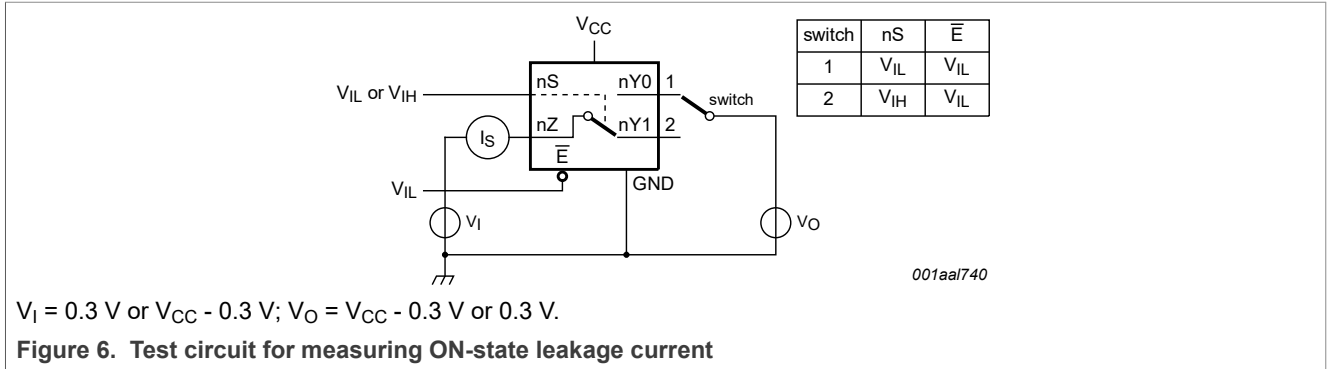 VCC
switch nS E̅
1 VIL VIL
2 VIH VIL
VIL or VIH
nS
nY0
1
switch
IS
nZ
nY1
2
E̅
VIL
GND
VI
VO
001aal740
VI = 0.3 V or VCC - 0.3 V; VO = VCC - 0.3 V or 0.3 V.
Figure 6. Test circuit for measuring ON-state leakage current